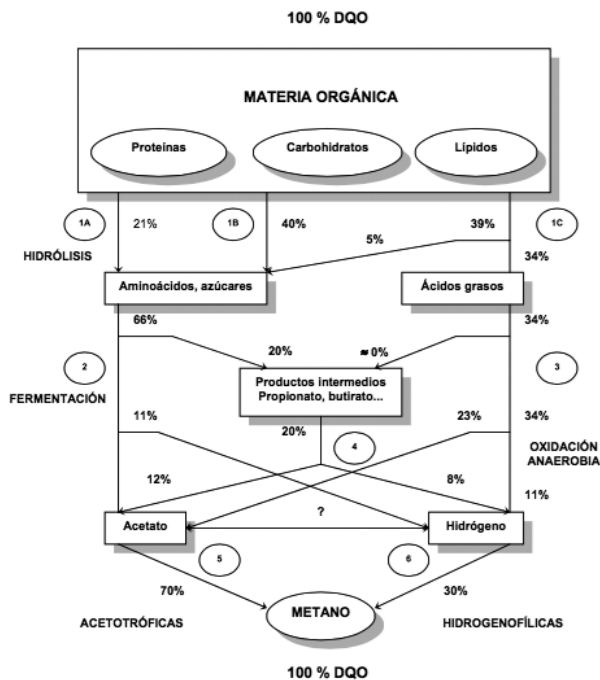 100 % DQO
MATERIA ORGÁNICA
Proteínas Carbohidratos Lípidos
1A 21% 1B 40% 39% 1C
5%
HIDRÓLISIS 34%
Aminoácidos, azúcares Ácidos grasos
66% 34%
20% ≈ 0%
2 3
Productos intermedios
Propionato, butirato...
FERMENTACIÓN
11% 20% 23% 34%
4
OXIDACIÓN
ANAEROBIA
12% 8% 11%
?
Acetato Hidrógeno
5 6
70% 30%
METANO
ACETOTRÓFICAS HIDROGENOFÍLICAS
100 % DQO